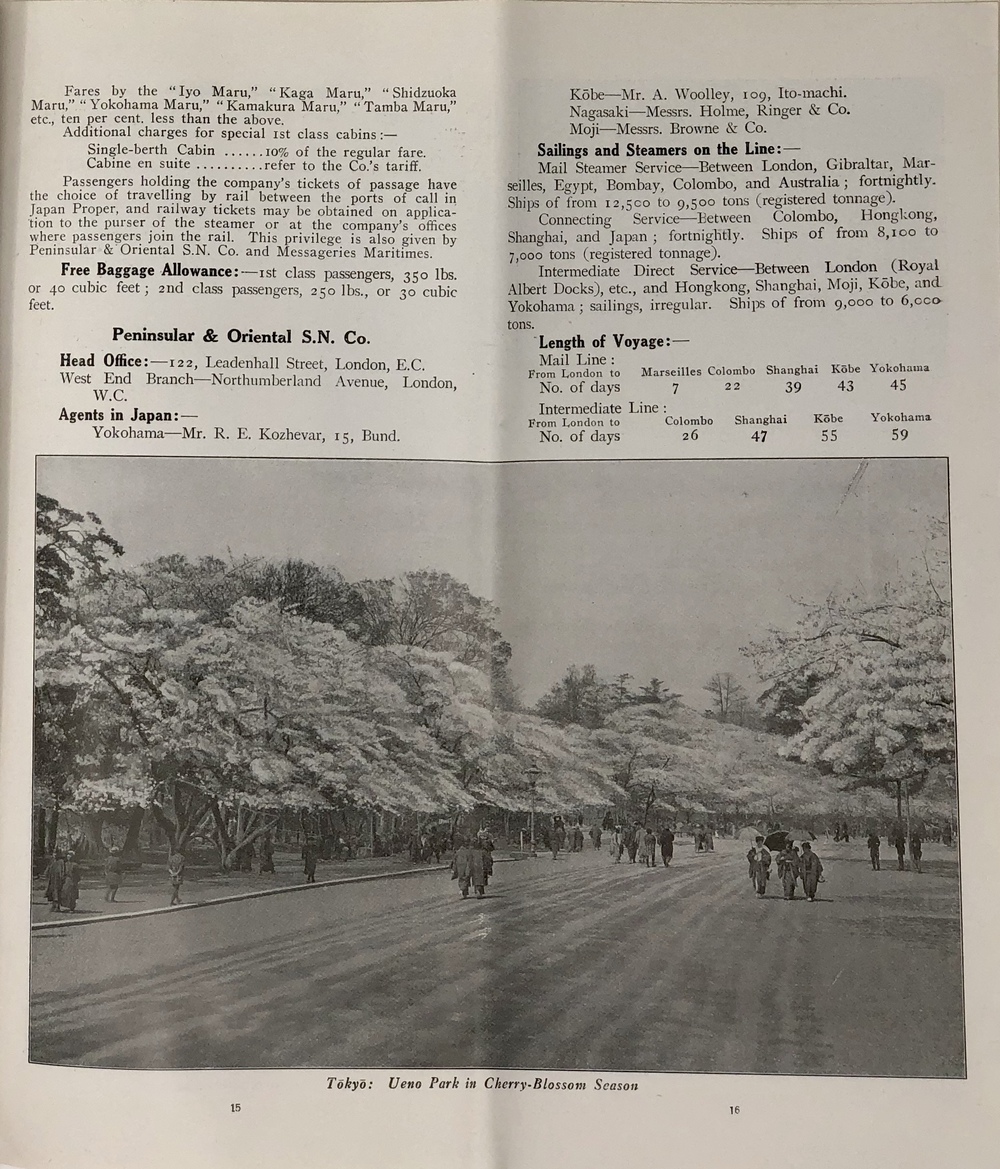 Fares by the "Iyo Maru," "Kaga Maru," "Shidzuoka
Maru," "Yokohama Maru," "Kamakura Maru," "Tamba Maru,"
etc., ten per cent. less than the above.
Additional charges for special 1st class cabins:—
Single-berth Cabin ......10% of the regular fare.
Cabine en suite ..........refer to the Co.'s tariff.
Passengers holding the company's tickets of passage have
the choice of travelling by rail between the ports of call in
Japan Proper, and railway tickets may be obtained on applica-
tion to the purser of the steamer or at the company's offices
where passengers join the rail. This privilege is also given by
Peninsular & Oriental S.N. Co. and Messageries Maritimes.
Free Baggage Allowance:—1st class passengers, 350 lbs.
or 40 cubic feet; 2nd class passengers, 250 lbs., or 30 cubic
feet.
Peninsular & Oriental S.N. Co.
Head Office:—122, Leadenhall Street, London, E.C.
West End Branch—Northumberland Avenue, London,
W.C.
Agents in Japan:—
Yokohama—Mr. R. E. Kozhevar, 15, Bund.
Kōbe—Mr. A. Woolley, 109, Ito-machi.
Nagasaki—Messrs. Holme, Ringer & Co.
Moji—Messrs. Browne & Co.
Sailings and Steamers on the Line:—
Mail Steamer Service—Between London, Gibraltar, Mar-
seilles, Egypt, Bombay, Colombo, and Australia; fortnightly.
Ships of from 12,500 to 9,500 tons (registered tonnage).
Connecting Service—Between Colombo, Hongkong,
Shanghai, and Japan; fortnightly. Ships of from 8,100 to
7,000 tons (registered tonnage).
Intermediate Direct Service—Between London (Royal
Albert Docks), etc., and Hongkong, Shanghai, Moji, Kōbe, and
Yokohama; sailings, irregular. Ships of from 9,000 to 6,000
tons.
Length of Voyage:—
Mail Line:
From London to Marseilles Colombo Shanghai Kōbe Yokohama
No. of days 7 22 39 43 45
Intermediate Line:
From London to Colombo Shanghai Kōbe Yokohama
No. of days 26 47 55 59
Tōkyō: Ueno Park in Cherry-Blossom Season
15
16